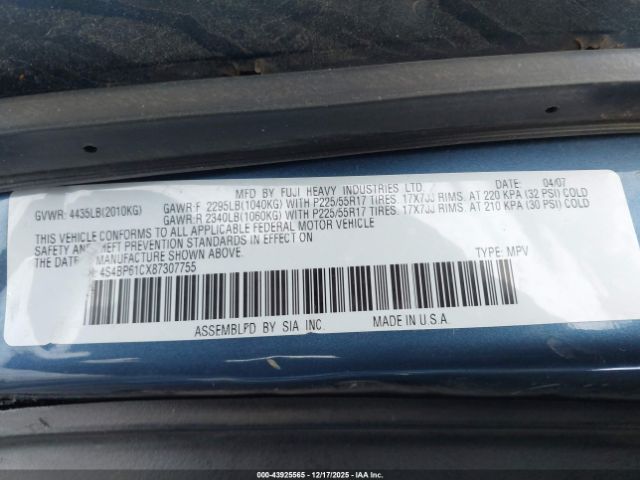 MFD BY FUJI HEAVY INDUSTRIES LTD. DATE: 04/07
GVWR: 4435LB(2010KG) GAWR:F 2295LB(1040KG) WITH P225/55R17 TIRES. 17X7JJ RIMS. AT 220 KPA (32 PSI) COLD
GAWR:R 2340LB(1060KG) WITH P225/55R17 TIRES. 17X7JJ RIMS. AT 210 KPA (30 PSI) COLD
THIS VEHICLE CONFORMS TO ALL APPLICABLE FEDERAL MOTOR VEHICLE
SAFETY AND THEFT PREVENTION STANDARDS IN EFFECT ON
THE DATE OF MANUFACTURE SHOWN ABOVE.
4S4BP61CX87307755 TYPE: MPV
ASSEMBLED BY SIA INC. MADE IN U.S.A.
000-43925565 - 12/17/2025 - IAA Inc.